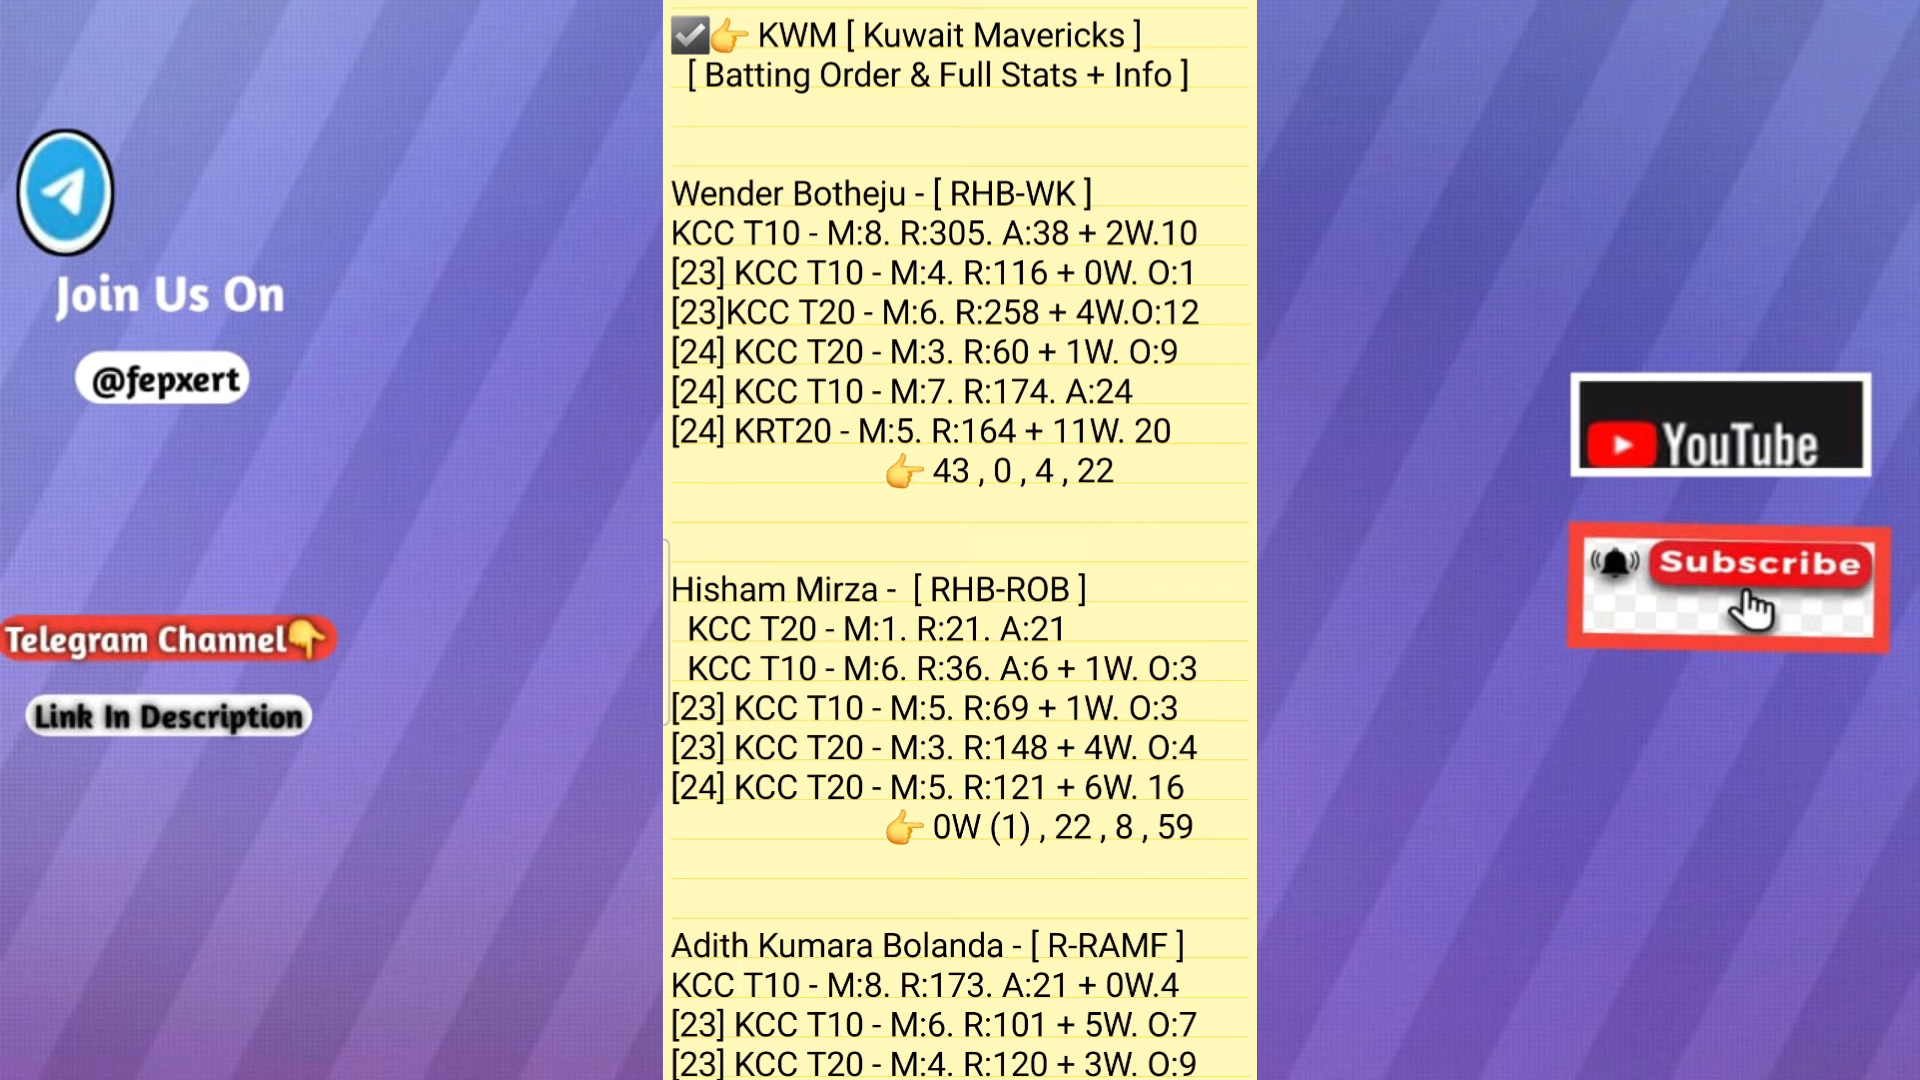 ☑👉 KWM [ Kuwait Mavericks ]
[ Batting Order & Full Stats + Info ]
Wender Botheju - [ RHB-WK ]
KCC T10 - M:8. R:305. A:38 + 2W.10
[23] KCC T10 - M:4. R:116 + 0W. O:1
[23]KCC T20 - M:6. R:258 + 4W.O:12
[24] KCC T20 - M:3. R:60 + 1W. O:9
[24] KCC T10 - M:7. R:174. A:24
[24] KRT20 - M:5. R:164 + 11W. 20
👉 43 , 0 , 4 , 22
Hisham Mirza - [ RHB-ROB ]
KCC T20 - M:1. R:21. A:21
KCC T10 - M:6. R:36. A:6 + 1W. O:3
[23] KCC T10 - M:5. R:69 + 1W. O:3
[23] KCC T20 - M:3. R:148 + 4W. O:4
[24] KCC T20 - M:5. R:121 + 6W. 16
👉 0W (1) , 22 , 8 , 59
Adith Kumara Bolanda - [ R-RAMF ]
KCC T10 - M:8. R:173. A:21 + 0W.4
[23] KCC T10 - M:6. R:101 + 5W. O:7
[23] KCC T20 - M:4. R:120 + 3W. O:9
Join Us On
@fepxert
Telegram Channel👇
Link In Description
YouTube
Subscribe